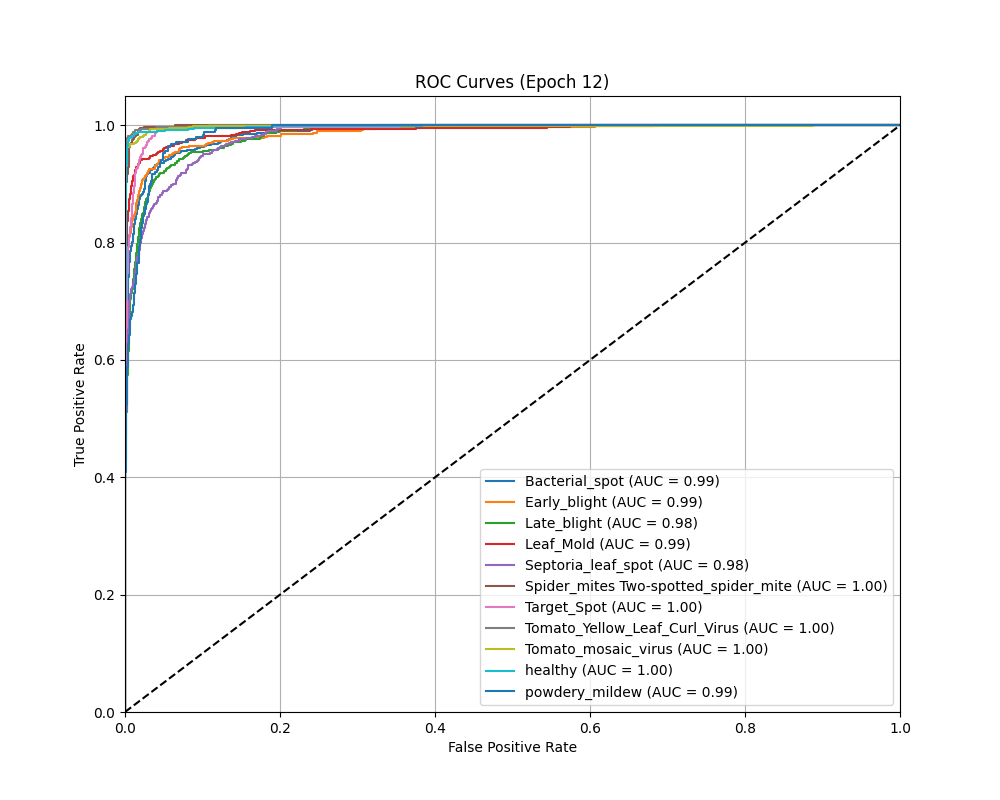 ROC Curves (Epoch 12)
True Positive Rate
1.0
0.8
0.6
0.4
0.2
0.0
Bacterial_spot (AUC = 0.99)
Early_blight (AUC = 0.99)
Late_blight (AUC = 0.98)
Leaf_Mold (AUC = 0.99)
Septoria_leaf_spot (AUC = 0.98)
Spider_mites Two-spotted_spider_mite (AUC = 1.00)
Target_Spot (AUC = 1.00)
Tomato_Yellow_Leaf_Curl_Virus (AUC = 1.00)
Tomato_mosaic_virus (AUC = 1.00)
healthy (AUC = 1.00)
powdery_mildew (AUC = 0.99)
0.0 0.2 0.4 0.6 0.8 1.0
False Positive Rate